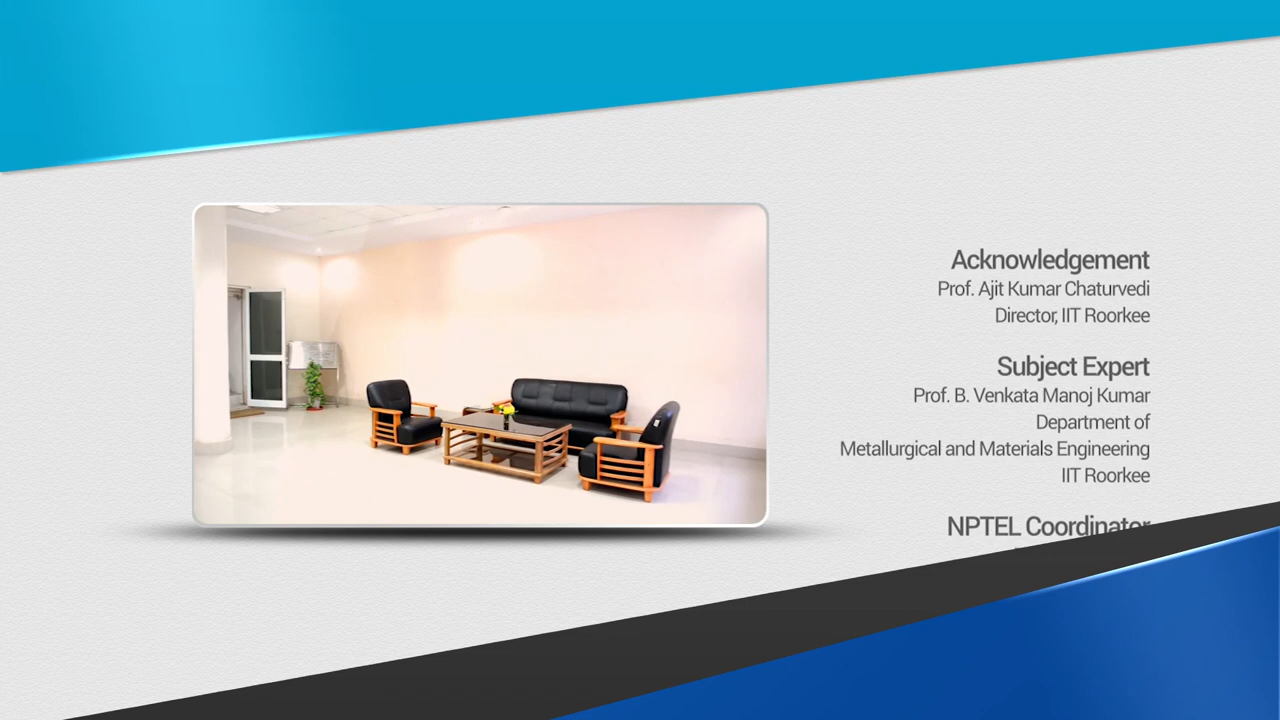 Acknowledgement
Prof. Ajit Kumar Chaturvedi
Director, IIT Roorkee
Subject Expert
Prof. B. Venkata Manoj Kumar
Department of
Metallurgical and Materials Engineering
IIT Roorkee
NPTEL Coordinator